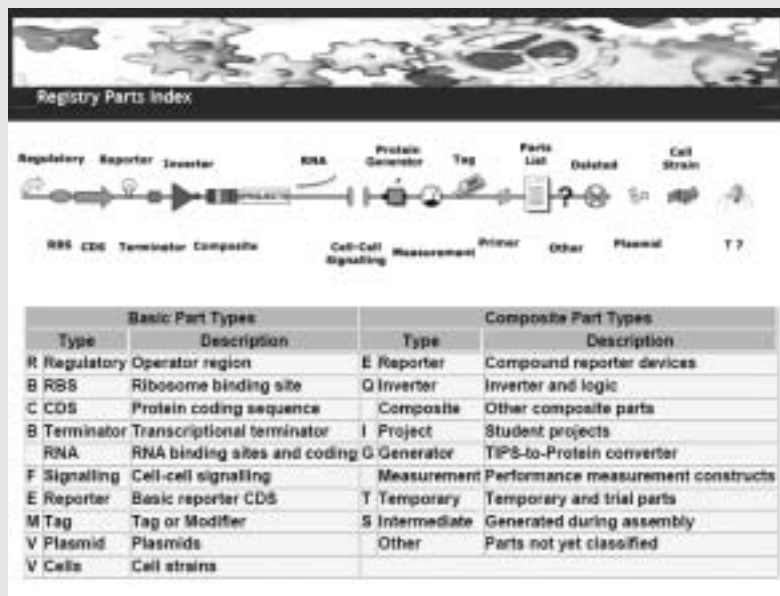 Registry Parts Index
Regulatory Reporter Inverter RNA Protein Generator Tag Parts List Deleted Cell Strain
RBS CDS Terminator Composite Cell-Cell Signalling Measurement Primer Other Plasmid T7
Basic Part Types Composite Part Types
Type Description Type Description
R Regulatory Operator region E Reporter Compound reporter devices
B RBS Ribosome binding site Q Inverter Inverter and logic
C CDS Protein coding sequence Composite Other composite parts
B Terminator Transcriptional terminator I Project Student projects
RNA RNA binding sites and coding G Generator TIPS-to-Protein converter
F Signalling Cell-cell signalling Measurement Performance measurement constructs
E Reporter Basic reporter CDS T Temporary Temporary and trial parts
M Tag Tag or Modifier S Intermediate Generated during assembly
V Plasmid Plasmids Other Parts not yet classified
V Cells Cell strains